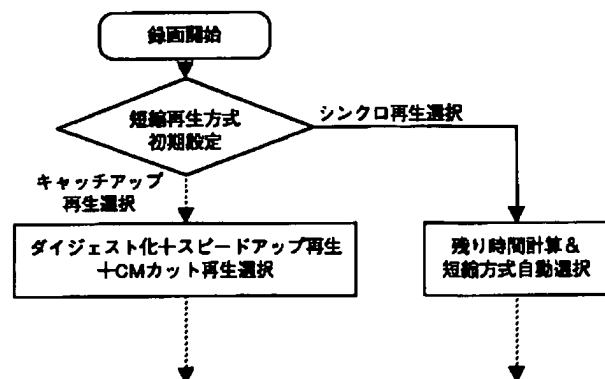 録画開始
短縮再生方式
初期設定
シンクロ再生選択
キャッチアップ
再生選択
ダイジェスト化＋スピードアップ再生
＋CMカット再生選択
残り時間計算＆
短縮方式自動選択